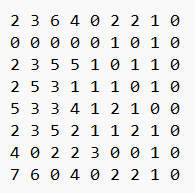 2 3 6 4 0 2 2 1 0
0 0 0 0 0 1 0 1 0
2 3 5 5 1 0 1 1 0
2 5 3 1 1 1 0 1 0
5 3 3 4 1 2 1 0 0
2 3 5 2 1 1 2 1 0
4 0 2 2 3 0 0 1 0
7 6 0 4 0 2 2 1 0